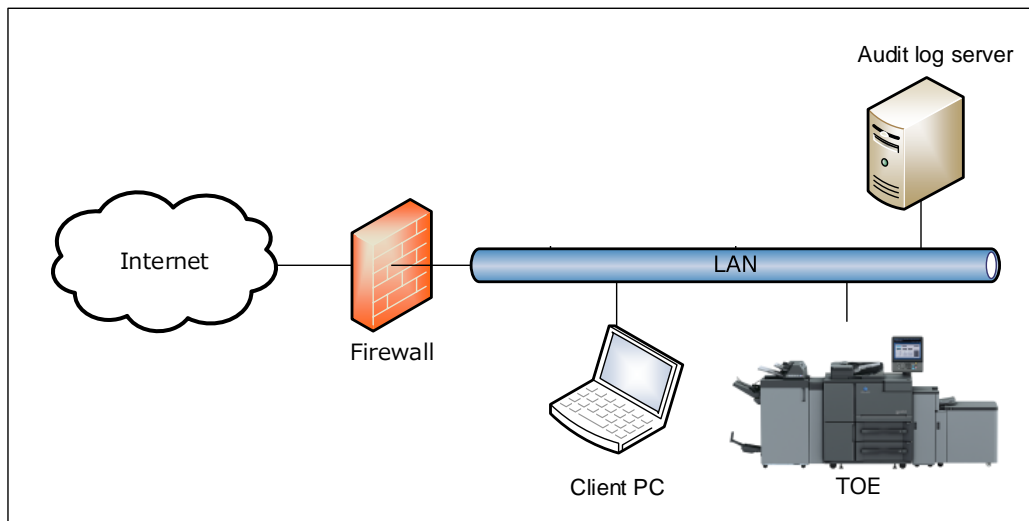 Audit log server
Internet
LAN
Firewall
Client PC
TOE